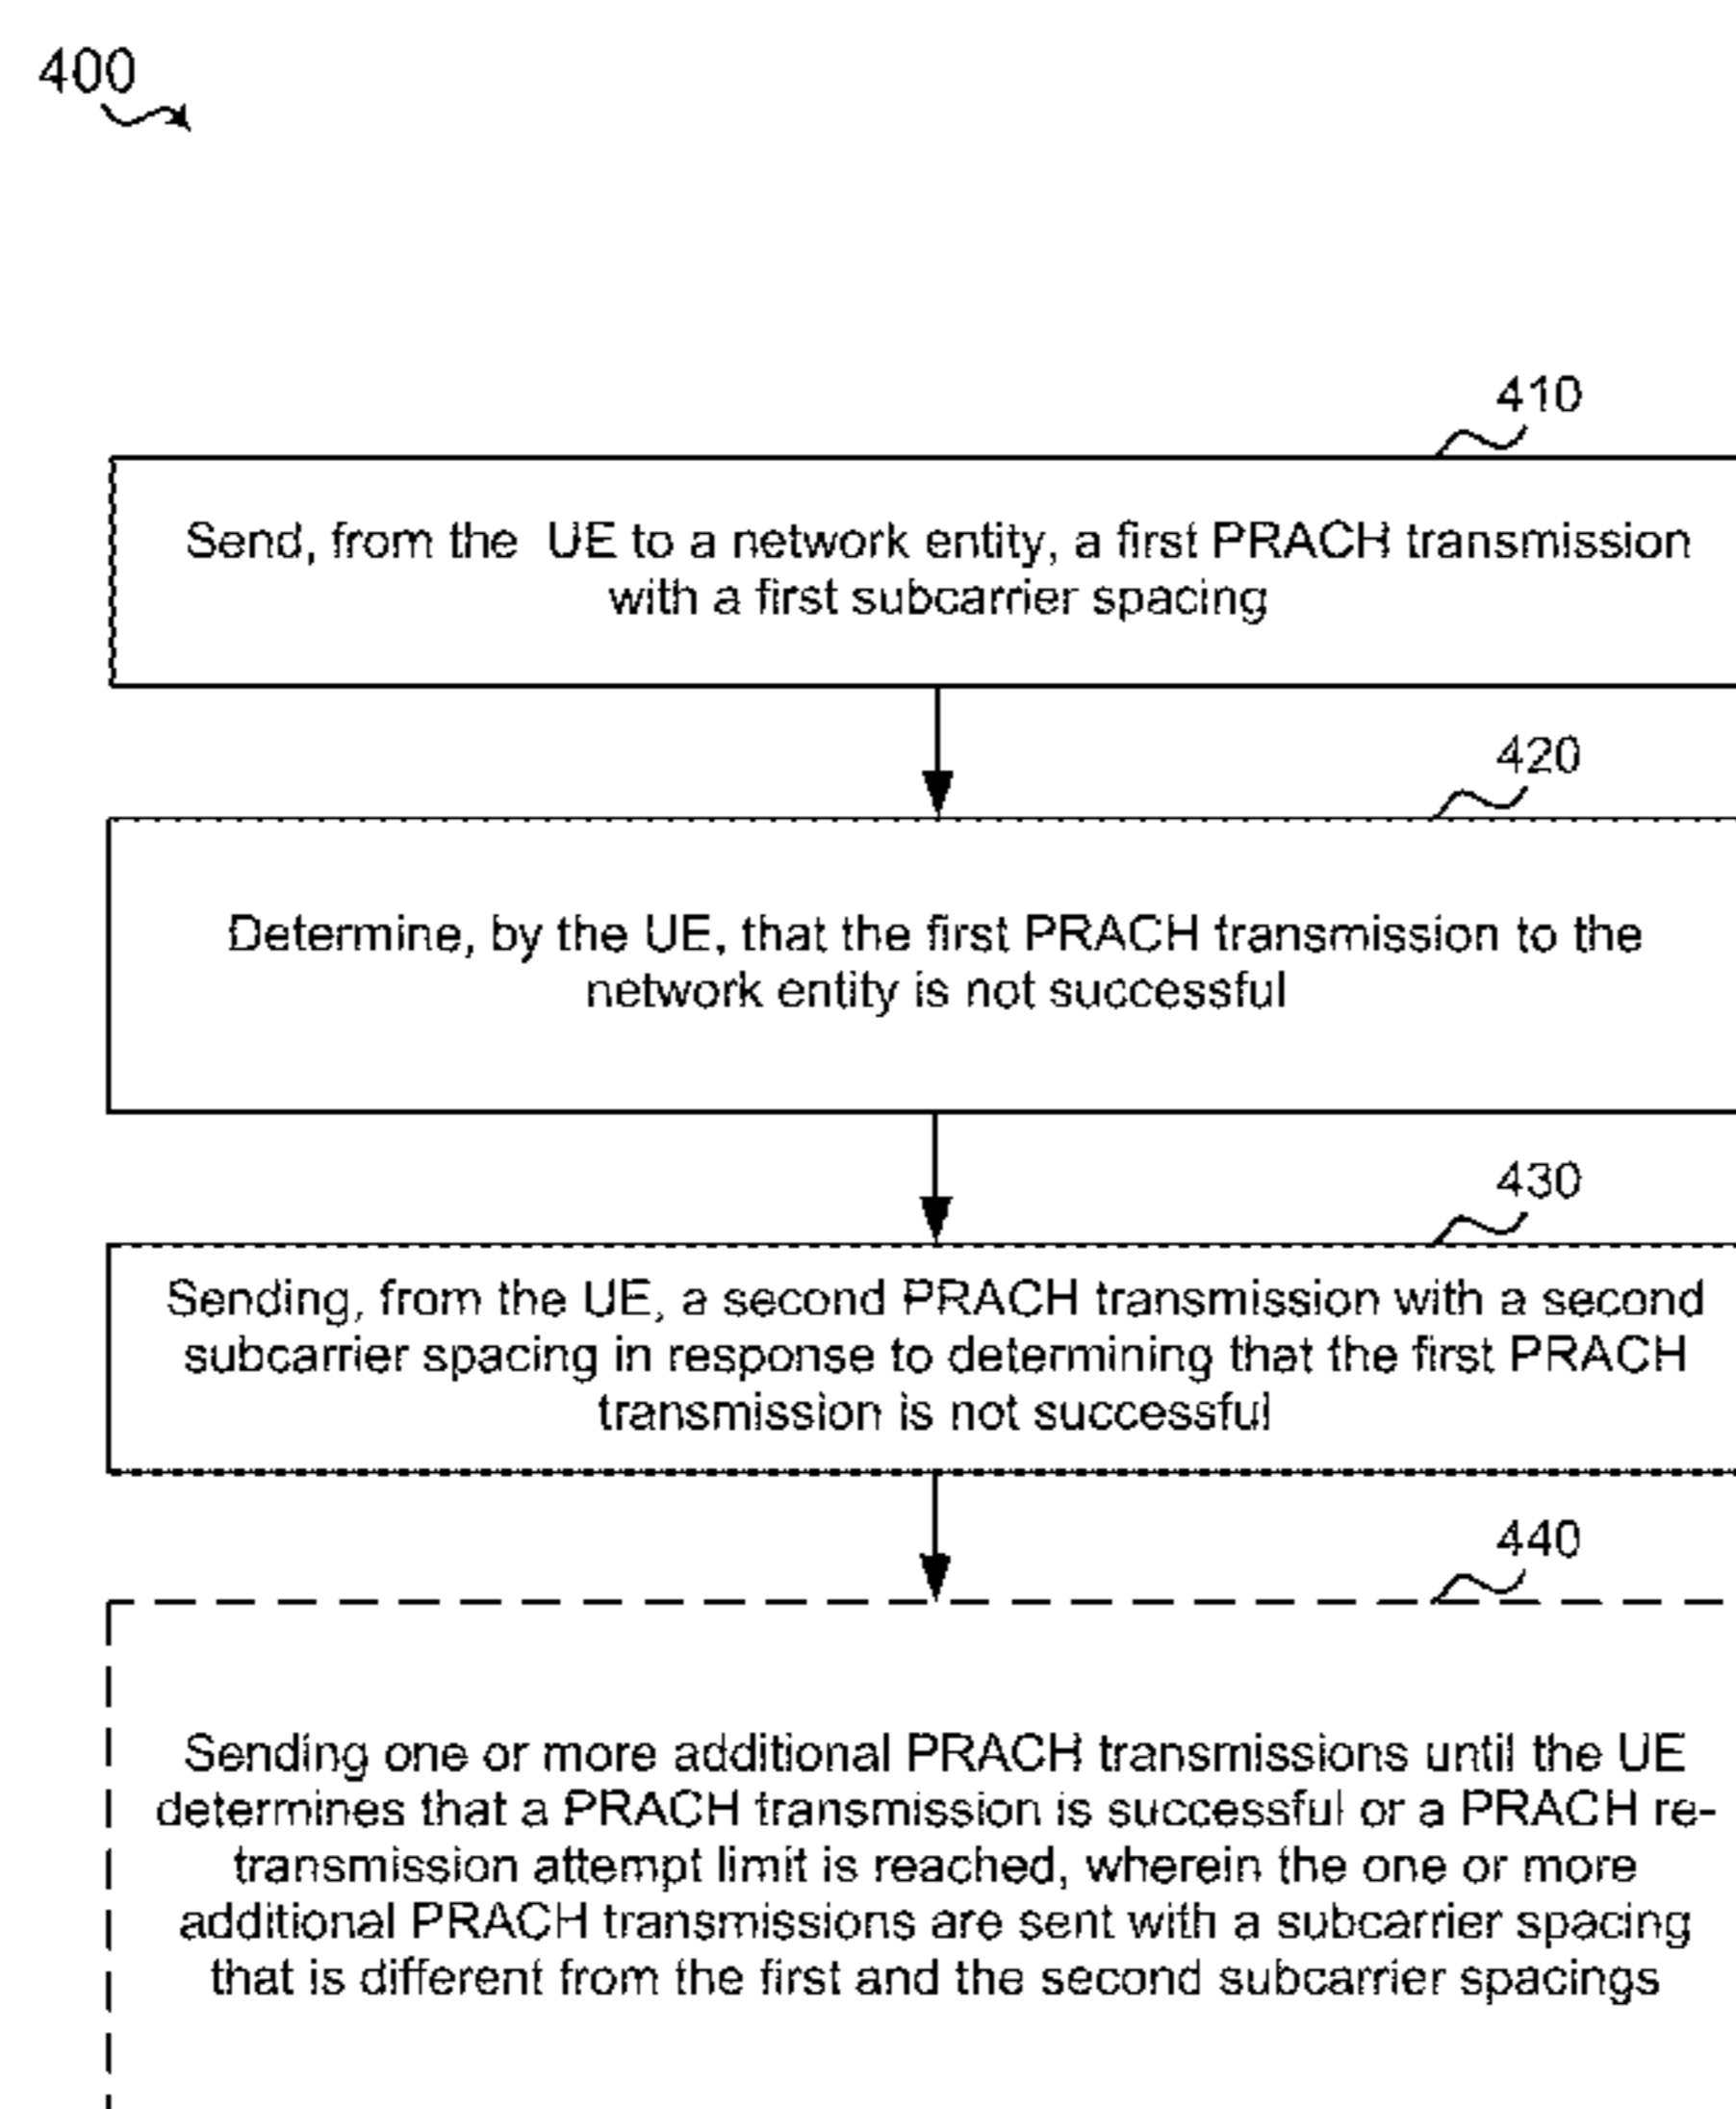 400
410
Send, from the UE to a network entity, a first PRACH transmission
with a first subcarrier spacing
420
Determine, by the UE, that the first PRACH transmission to the
network entity is not successful
430
Sending, from the UE, a second PRACH transmission with a second
subcarrier spacing in response to determining that the first PRACH
transmission is not successful
440
Sending one or more additional PRACH transmissions until the UE
determines that a PRACH transmission is successful or a PRACH re-
transmission attempt limit is reached, wherein the one or more
additional PRACH transmissions are sent with a subcarrier spacing
that is different from the first and the second subcarrier spacings